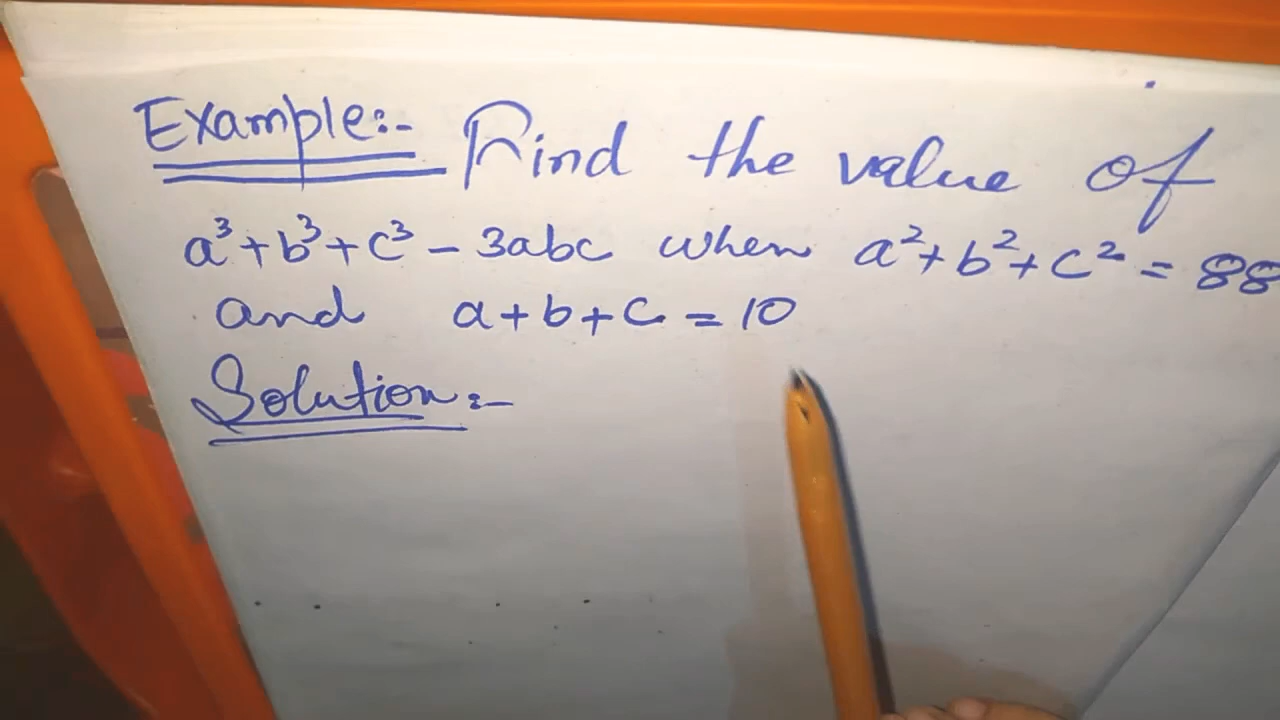 Example:- Find the value of
a³+b³+c³-3abc when a²+b²+c²=88
and a+b+c=10
Solution:-